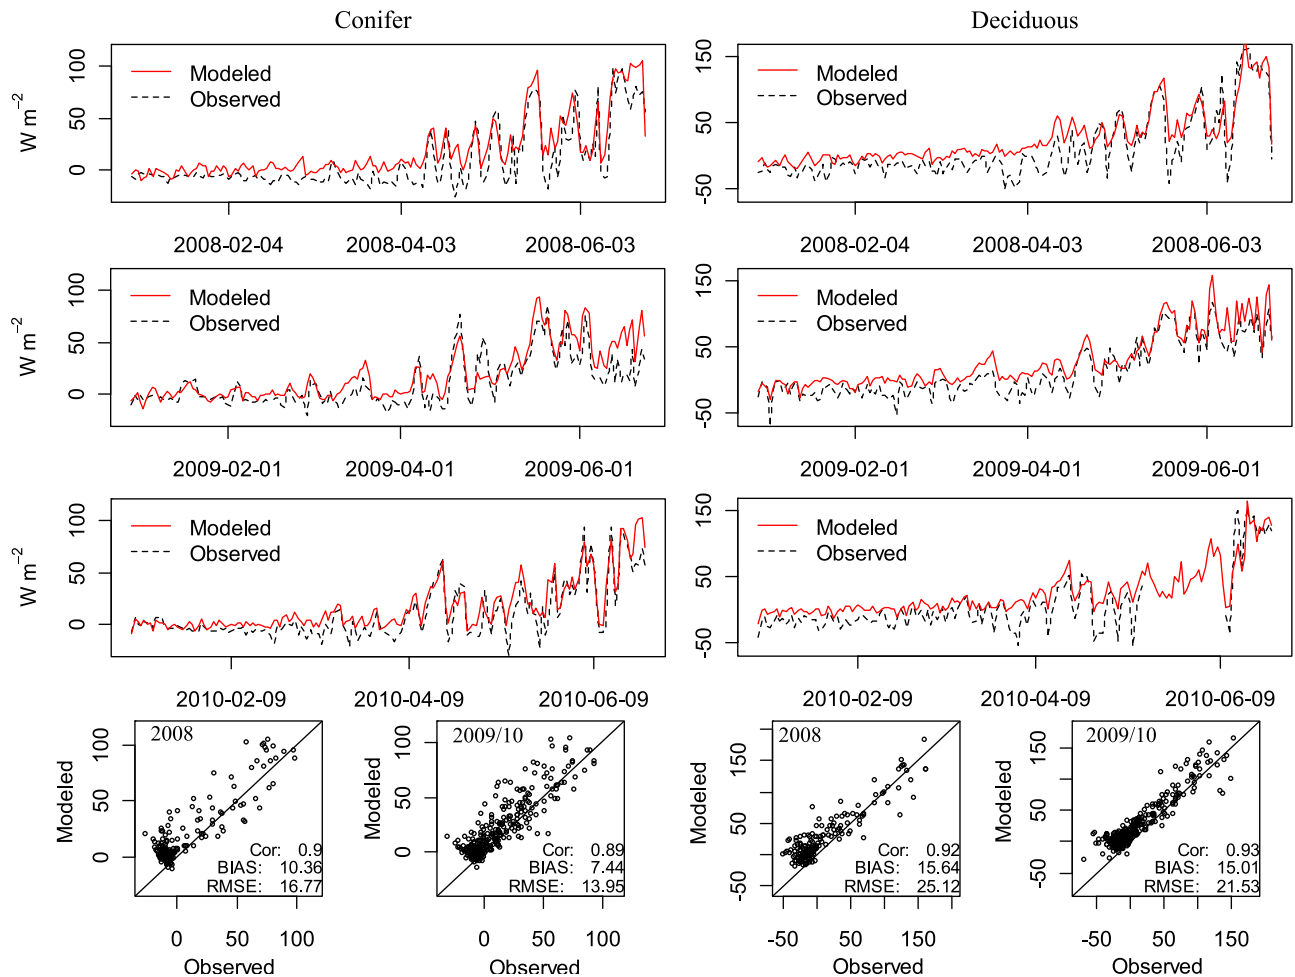 Conifer
Deciduous
W m−2
100
50
0
Modeled
Observed
2008-02-04
2008-04-03
2008-06-03
150
50
-50
Modeled
Observed
2008-02-04
2008-04-03
2008-06-03
W m−2
100
50
0
Modeled
Observed
2009-02-01
2009-04-01
2009-06-01
150
50
-50
Modeled
Observed
2009-02-01
2009-04-01
2009-06-01
W m−2
100
50
0
Modeled
Observed
2010-02-09
2010-04-09
2010-06-09
150
50
-50
Modeled
Observed
2010-02-09
2010-04-09
2010-06-09
Modeled
100
50
0
2008
Cor: 0.9
BIAS: 10.36
RMSE: 16.77
0 50 100
Observed
Modeled
100
50
0
2009/10
Cor: 0.89
BIAS: 7.44
RMSE: 13.95
0 50 100
Observed
Modeled
150
50
-50
2008
Cor: 0.92
BIAS: 15.64
RMSE: 25.12
-50 50 150
Observed
Modeled
150
50
-50
2009/10
Cor: 0.93
BIAS: 15.01
RMSE: 21.53
-50 50 150
Observed